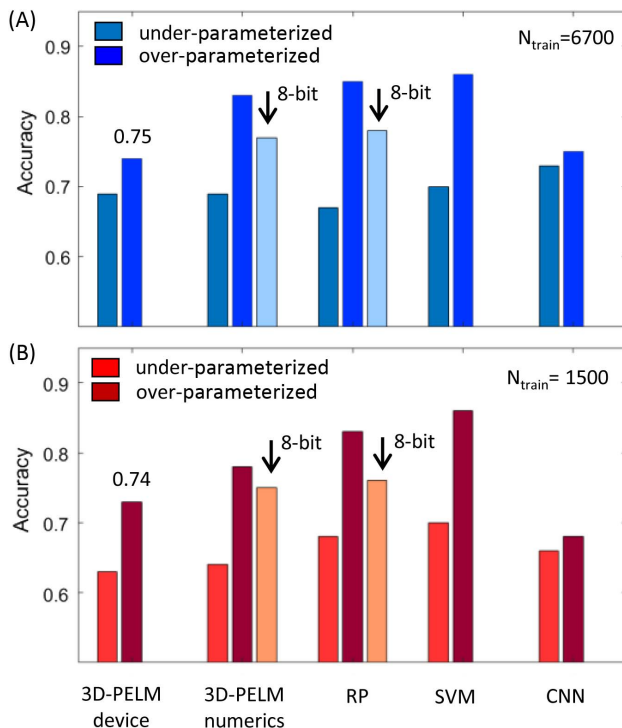 (A)
under-parameterized
over-parameterized
N_train=6700
0.9
0.8
0.7
0.6
Accuracy
0.75
8-bit
8-bit
(B)
under-parameterized
over-parameterized
N_train= 1500
0.9
0.8
0.7
0.6
Accuracy
0.74
8-bit
8-bit
3D-PELM device
3D-PELM numerics
RP
SVM
CNN